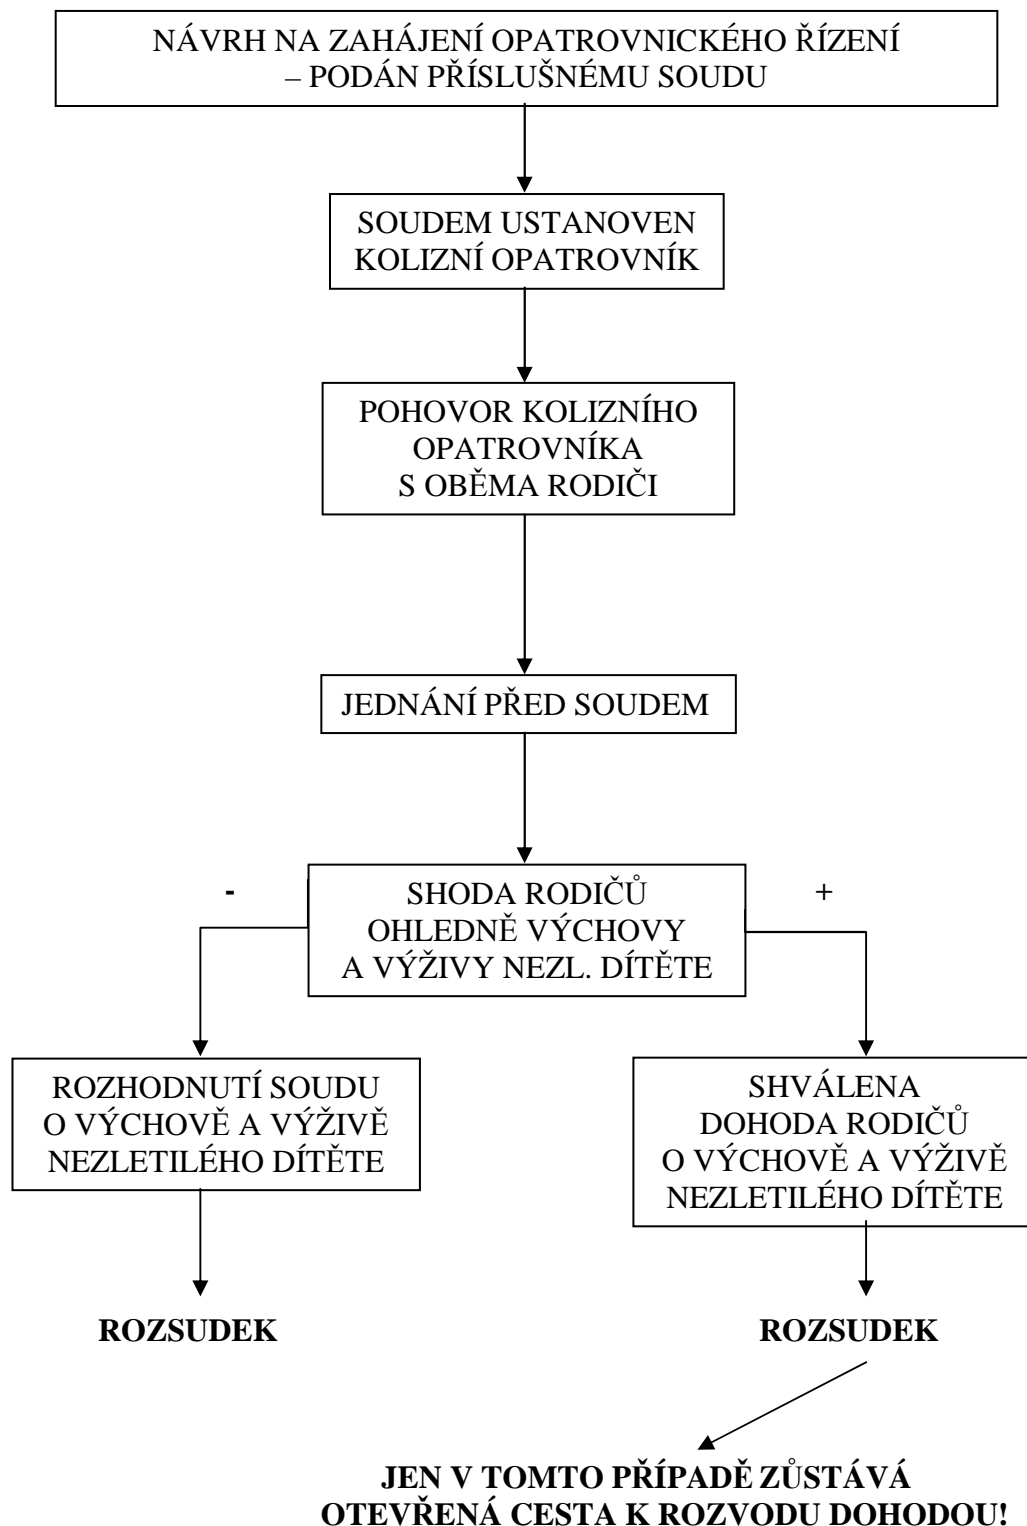 NÁVRH NA ZAHÁJENÍ OPATROVNICKÉHO ŘÍZENÍ
– PODÁN PŘÍSLUŠNÉMU SOUDU
SOUDEM USTANOVEN
KOLIZNÍ OPATROVNÍK
POHOVOR KOLIZNÍHO
OPATROVNÍKA
S OBĚMA RODIČI
JEDNÁNÍ PŘED SOUDEM
-
SHODA RODIČŮ
OHLEDNĚ VÝCHOVY
A VÝŽIVY NEZL. DÍTĚTE
+
ROZHODNUTÍ SOUDU
O VÝCHOVĚ A VÝŽIVĚ
NEZLETILÉHO DÍTĚTE
SHVÁLENA
DOHODA RODIČŮ
O VÝCHOVĚ A VÝŽIVĚ
NEZLETILÉHO DÍTĚTE
ROZSUDEK
ROZSUDEK
JEN V TOMTO PŘÍPADĚ ZŮSTÁVÁ
OTEVŘENÁ CESTA K ROZVODU DOHODOU!